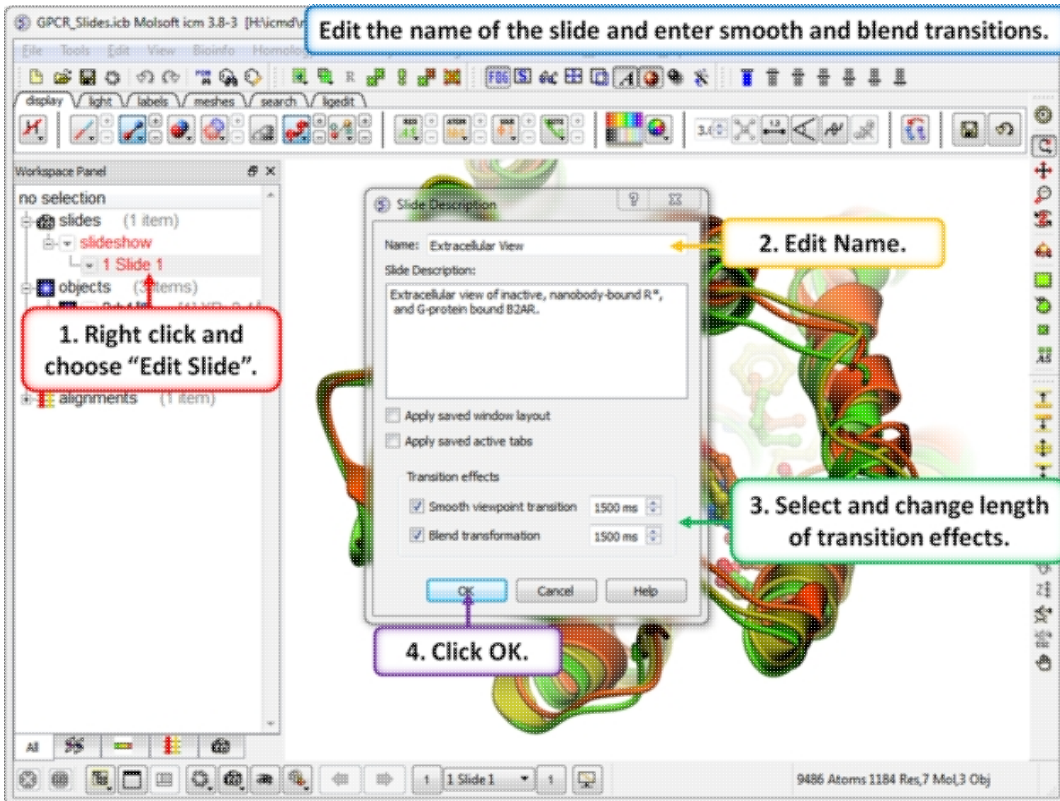 GPCR_Slides.icb Molsoft icm 3.8-3 [H:\icmd\
Edit the name of the slide and enter smooth and blend transitions.
File Tools Edit View Bioinfo
display light labels meshes search ligedit
Workspace Panel
no selection
slides (1 item)
slideshow
1 Slide 1
objects (3 items)
1. Right click and
choose “Edit Slide”.
alignments (1 item)
Slide Description
Name: Extracellular View
2. Edit Name.
Slide Description:
Extracellular view of inactive, nanobody-bound R*,
and G-protein bound B2AR.
Apply saved window layout
Apply saved active tabs
Transition effects
Smooth viewpoint transition 1500 ms
Blend transformation 1500 ms
3. Select and change length
of transition effects.
OK Cancel Help
4. Click OK.
All
1 1 Slide 1 1
9486 Atoms 1184 Res,7 Mol,3 Obj